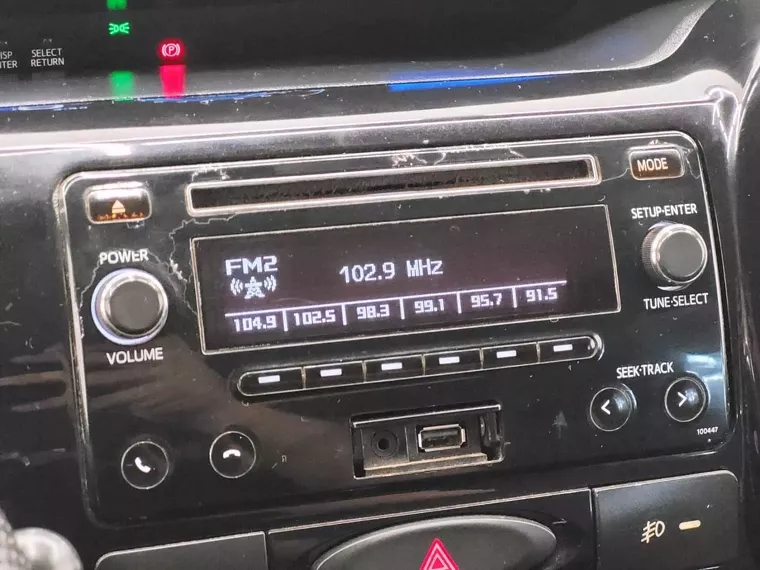 SELECT
RETURN
MODE
SETUP·ENTER
POWER
FM2
102.9 MHz
104.9 102.5 98.3 99.1 95.7 91.5
TUNE·SELECT
VOLUME
SEEK·TRACK
100447